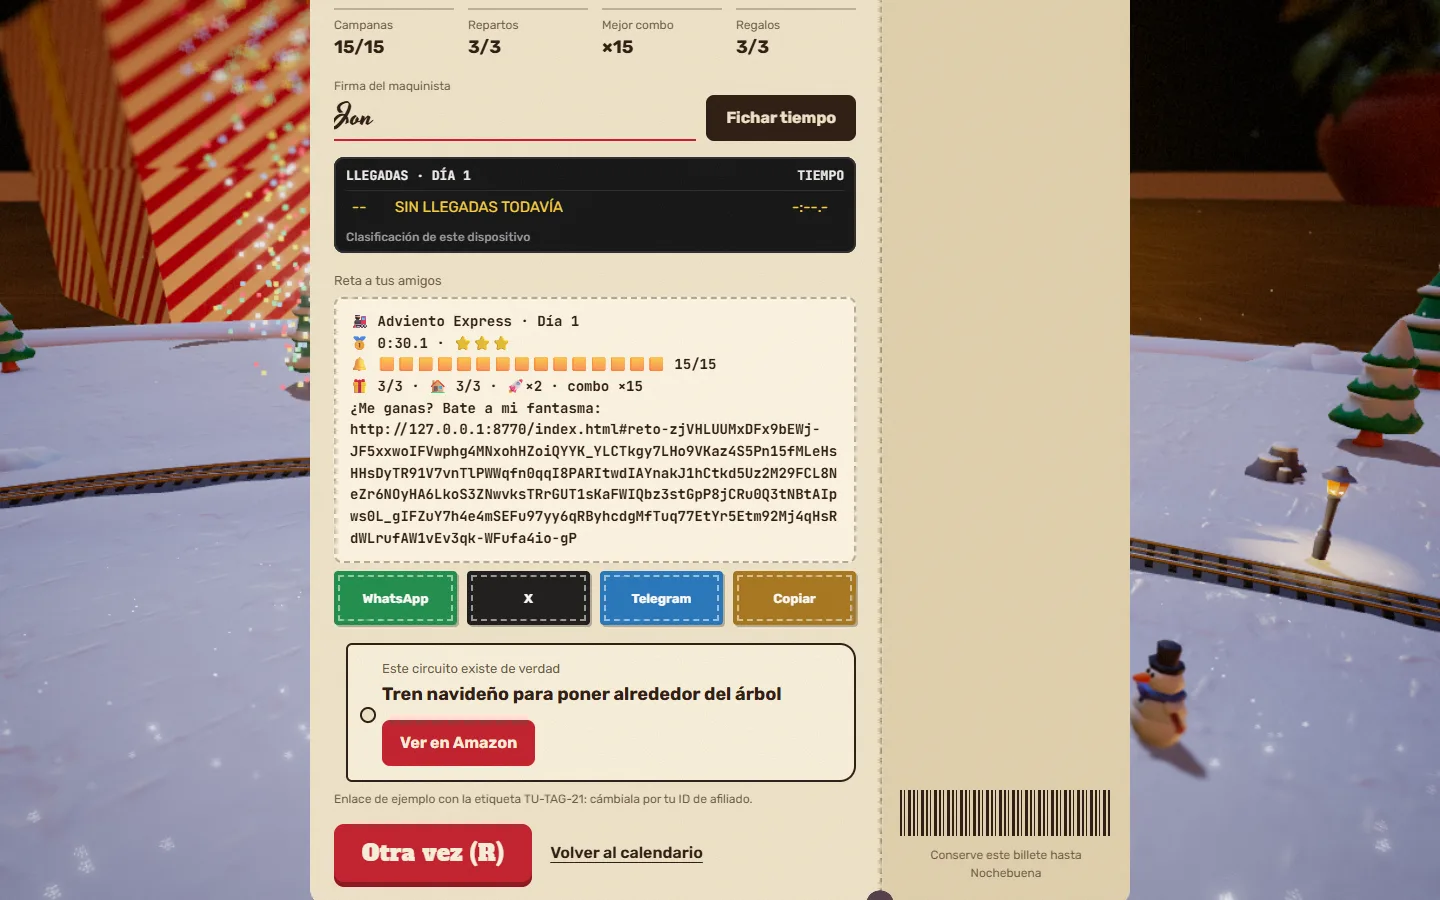 Campanas
15/15
Repartos
3/3
Mejor combo
×15
Regalos
3/3
Firma del maquinista
Jon
Fichar tiempo
LLEGADAS · DÍA 1 TIEMPO
-- SIN LLEGADAS TODAVÍA -:--.-
Clasificación de este dispositivo
Reta a tus amigos
🚂 Adviento Express · Día 1
🏅 0:30.1 · ⭐⭐⭐
🔔 🟧🟧🟧🟧🟧🟧🟧🟧🟧🟧🟧🟧🟧🟧🟧 15/15
🎁 3/3 · 🏠 3/3 · 🚀×2 · combo ×15
¿Me ganas? Bate a mi fantasma:
http://127.0.0.1:8770/index.html#reto-zjVHLUUMxDFx9bEWj-
JF5xxwoIFVwphg4MNxohHZoiQYYK_YLCTkgy7LHo9VKaz4S5Pn15fMLeHs
HHsDyTR91V7vnTlPWWqfn0qqI8PARItwdIAYnakJ1hCtkd5Uz2M29FCL8N
eZr6NOyHA6LkoS3ZNwvksTRrGUT1sKaFWIQbz3stGpP8jCRu0Q3tNBtAIp
ws0L_gIFZuY7h4e4mSEFu97yy6qRByhcdgMfTuq77EtYr5Etm92Mj4qHsR
dWLrufAW1vEv3qk-WFufa4io-gP
WhatsApp
X
Telegram
Copiar
Este circuito existe de verdad
Tren navideño para poner alrededor del árbol
Ver en Amazon
Enlace de ejemplo con la etiqueta TU-TAG-21: cámbiala por tu ID de afiliado.
Otra vez (R)
Volver al calendario
Conserve este billete hasta
Nochebuena